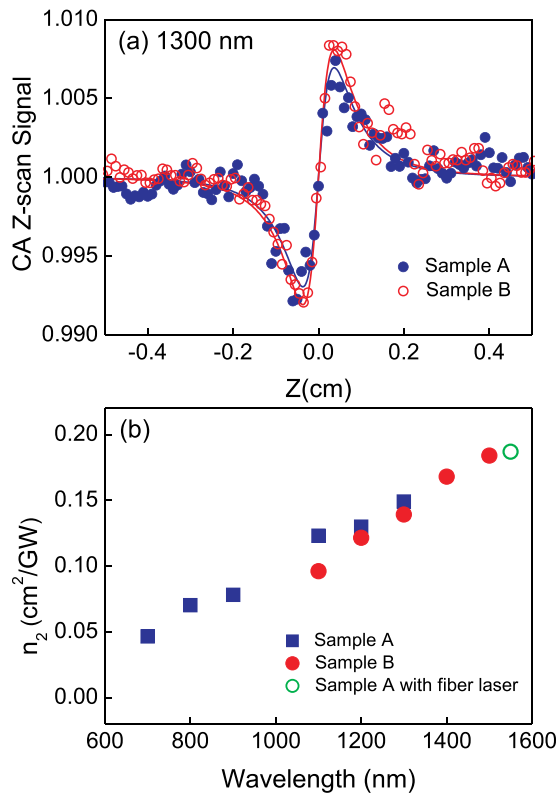 (a) 1300 nm
1.010
1.005
1.000
0.995
0.990
CA Z-scan Signal
Sample A
Sample B
-0.4 -0.2 0.0 0.2 0.4
Z(cm)
(b)
0.20
0.15
0.10
0.05
0.00
n₂ (cm²/GW)
Sample A
Sample B
Sample A with fiber laser
600 800 1000 1200 1400 1600
Wavelength (nm)